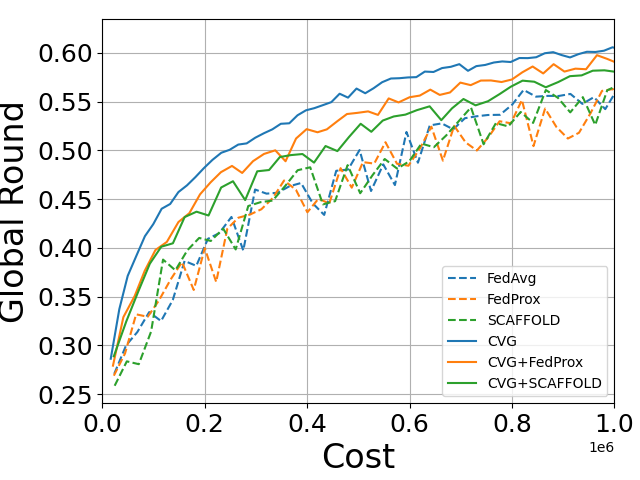 Global Round
0.60
0.55
0.50
0.45
0.40
0.35
0.30
0.25
FedAvg
FedProx
SCAFFOLD
CVG
CVG+FedProx
CVG+SCAFFOLD
0.0 0.2 0.4 0.6 0.8 1.0
1e6
Cost